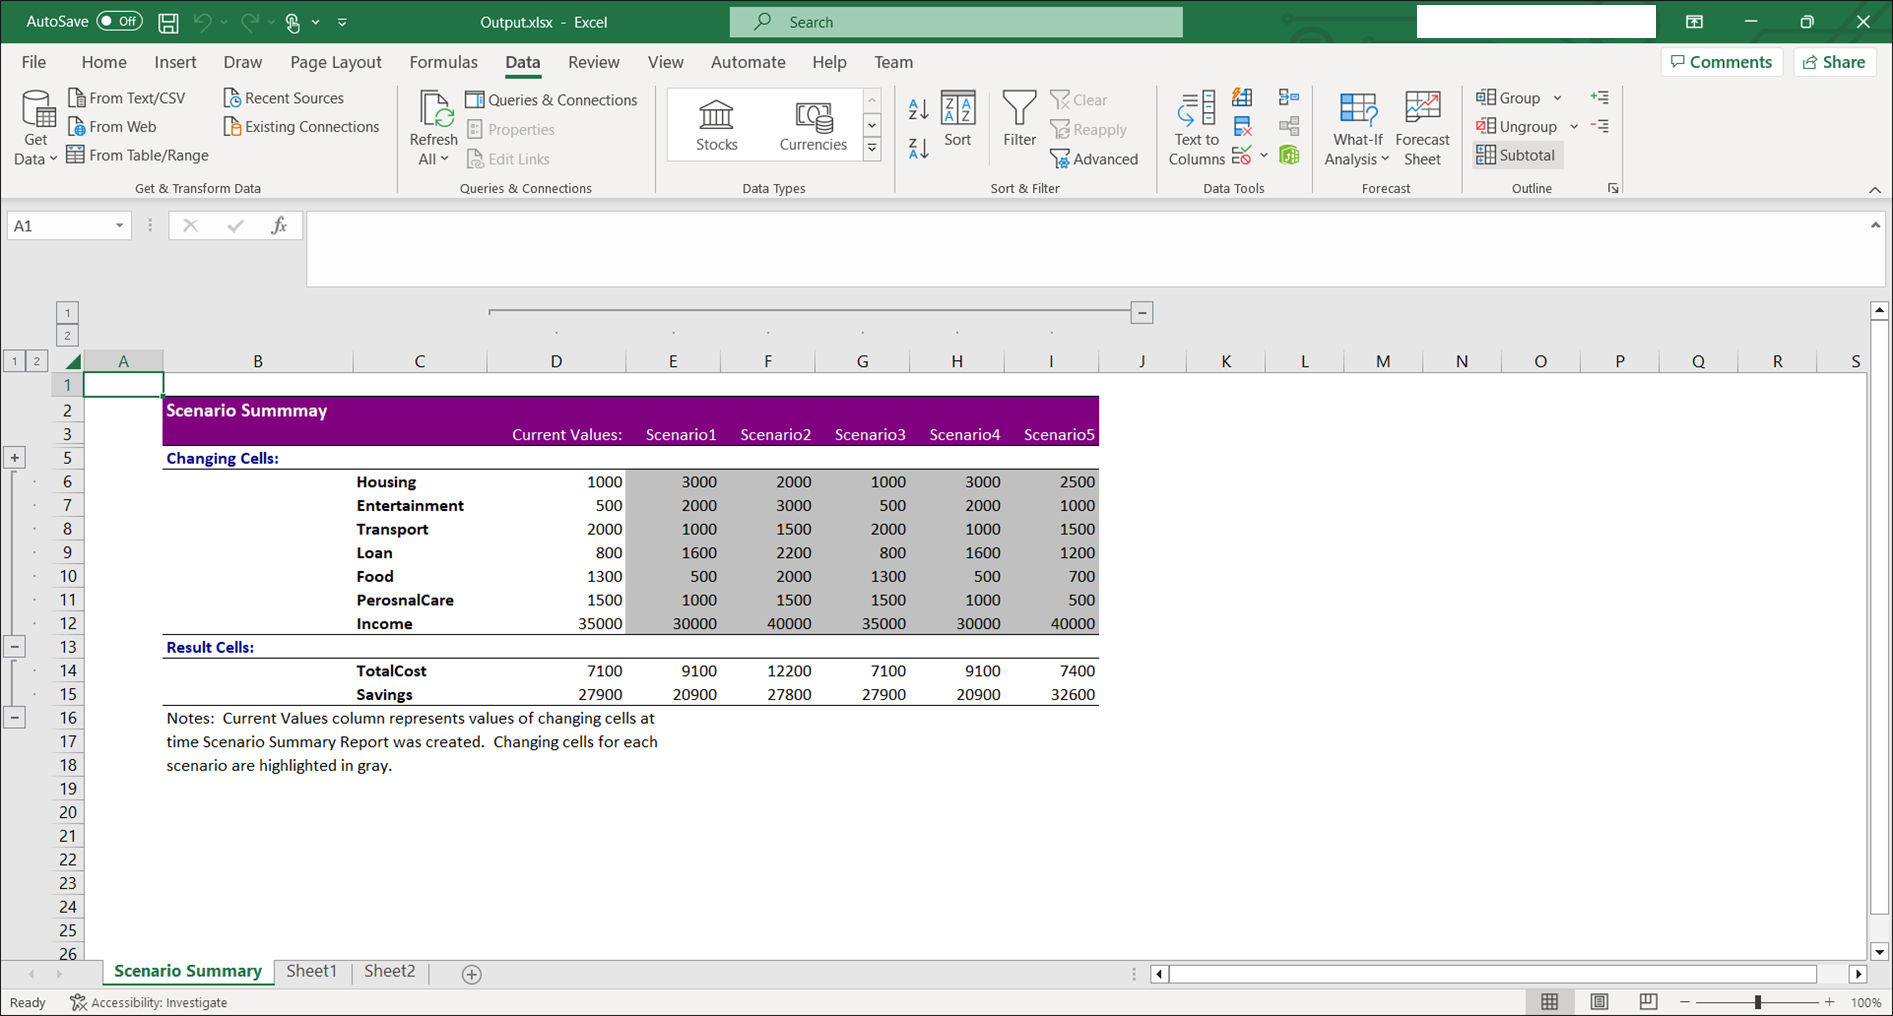 AutoSave Off Output.xlsx - Excel Search
File Home Insert Draw Page Layout Formulas Data Review View Automate Help Team Comments Share
Get Data
From Text/CSV
From Web
From Table/Range
Recent Sources
Existing Connections
Get & Transform Data
Refresh All
Queries & Connections
Properties
Edit Links
Queries & Connections
Stocks Currencies
Data Types
Sort
Filter
Clear
Reapply
Advanced
Sort & Filter
Text to Columns
Data Tools
What-If Analysis
Forecast Sheet
Forecast
Group
Ungroup
Subtotal
Outline
A1 fx
1
2
1 2 A B C D E F G H I J K L M N O P Q R S
1
2 Scenario Summmay
3 Current Values: Scenario1 Scenario2 Scenario3 Scenario4 Scenario5
5 Changing Cells:
6 Housing 1000 3000 2000 1000 3000 2500
7 Entertainment 500 2000 3000 500 2000 1000
8 Transport 2000 1000 1500 2000 1000 1500
9 Loan 800 1600 2200 800 1600 1200
10 Food 1300 500 2000 1300 500 700
11 PerosnalCare 1500 1000 1500 1500 1000 500
12 Income 35000 30000 40000 35000 30000 40000
13 Result Cells:
14 TotalCost 7100 9100 12200 7100 9100 7400
15 Savings 27900 20900 27800 27900 20900 32600
16 Notes: Current Values column represents values of changing cells at
17 time Scenario Summary Report was created. Changing cells for each
18 scenario are highlighted in gray.
19
20
21
22
23
24
25
26
Scenario Summary Sheet1 Sheet2
Ready Accessibility: Investigate 100%